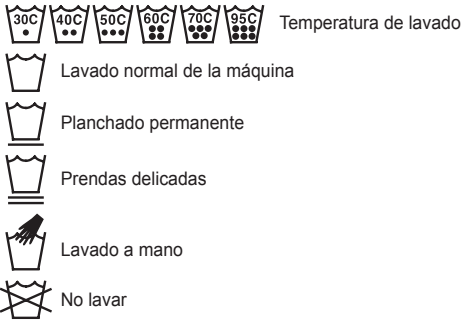 30C 40C 50C 60C 70C 95C Temperatura de lavado
Lavado normal de la máquina
Planchado permanente
Prendas delicadas
Lavado a mano
No lavar